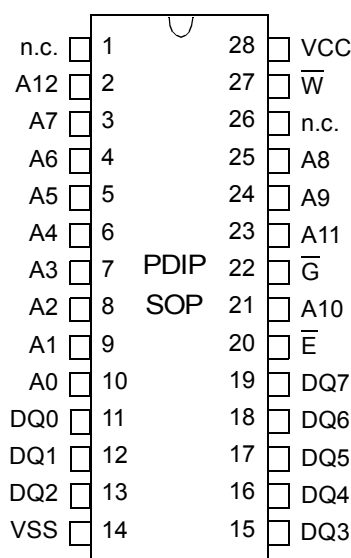 n.c. 1 28 VCC
A12 2 27 W̅
A7 3 26 n.c.
A6 4 25 A8
A5 5 24 A9
A4 6 23 A11
A3 7 PDIP 22 G̅
A2 8 SOP 21 A10
A1 9 20 E̅
A0 10 19 DQ7
DQ0 11 18 DQ6
DQ1 12 17 DQ5
DQ2 13 16 DQ4
VSS 14 15 DQ3